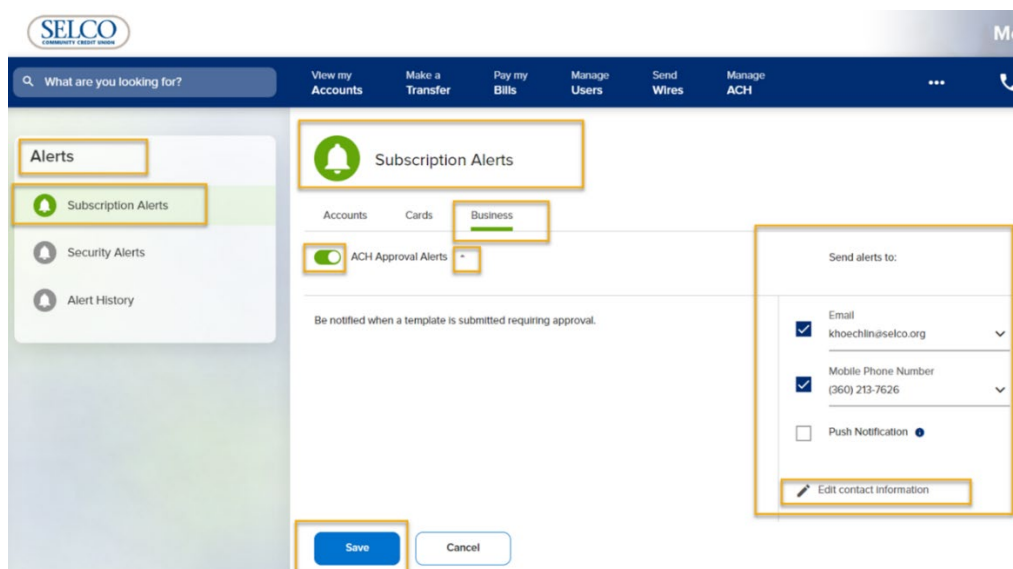 SELCO
COMMUNITY CREDIT UNION
What are you looking for?
View my
Accounts
Make a
Transfer
Pay my
Bills
Manage
Users
Send
Wires
Manage
ACH
Alerts
Subscription Alerts
Security Alerts
Alert History
Subscription Alerts
Accounts Cards Business
ACH Approval Alerts
Be notified when a template is submitted requiring approval.
Send alerts to:
Email
khoechlin@selco.org
Mobile Phone Number
(360) 213-7626
Push Notification
Edit contact information
Save Cancel